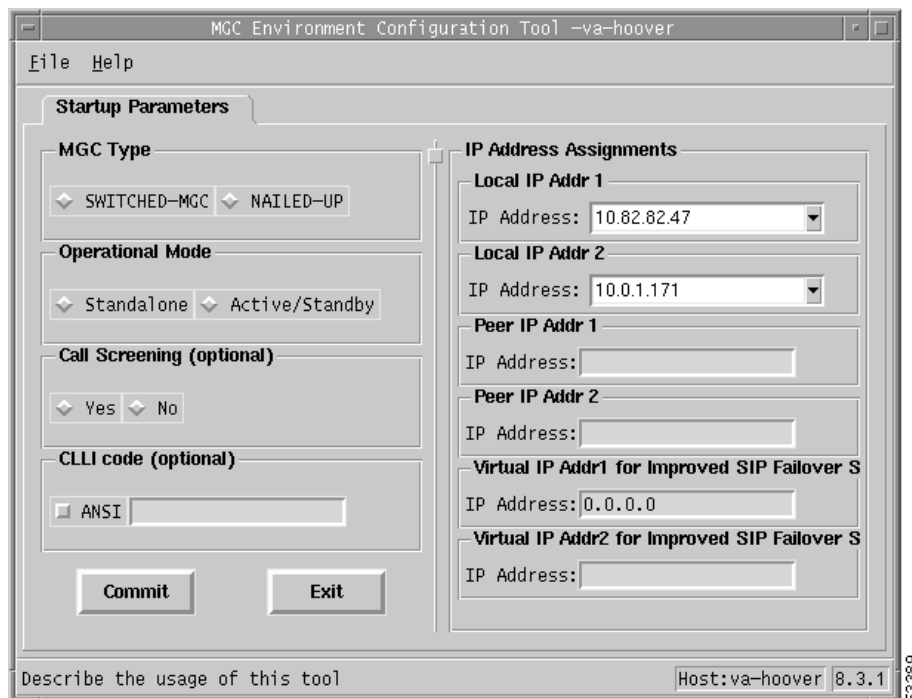 MGC Environment Configuration Tool –va–hoover
File Help
Startup Parameters
MGC Type
SWITCHED–MGC NAILED–UP
Operational Mode
Standalone Active/Standby
Call Screening (optional)
Yes No
CLLI code (optional)
ANSI
Commit Exit
IP Address Assignments
Local IP Addr 1
IP Address: 10.82.82.47
Local IP Addr 2
IP Address: 10.0.1.171
Peer IP Addr 1
IP Address:
Peer IP Addr 2
IP Address:
Virtual IP Addr1 for Improved SIP Failover S
IP Address: 0.0.0.0
Virtual IP Addr2 for Improved SIP Failover S
IP Address:
Describe the usage of this tool
Host:va–hoover 8.3.1